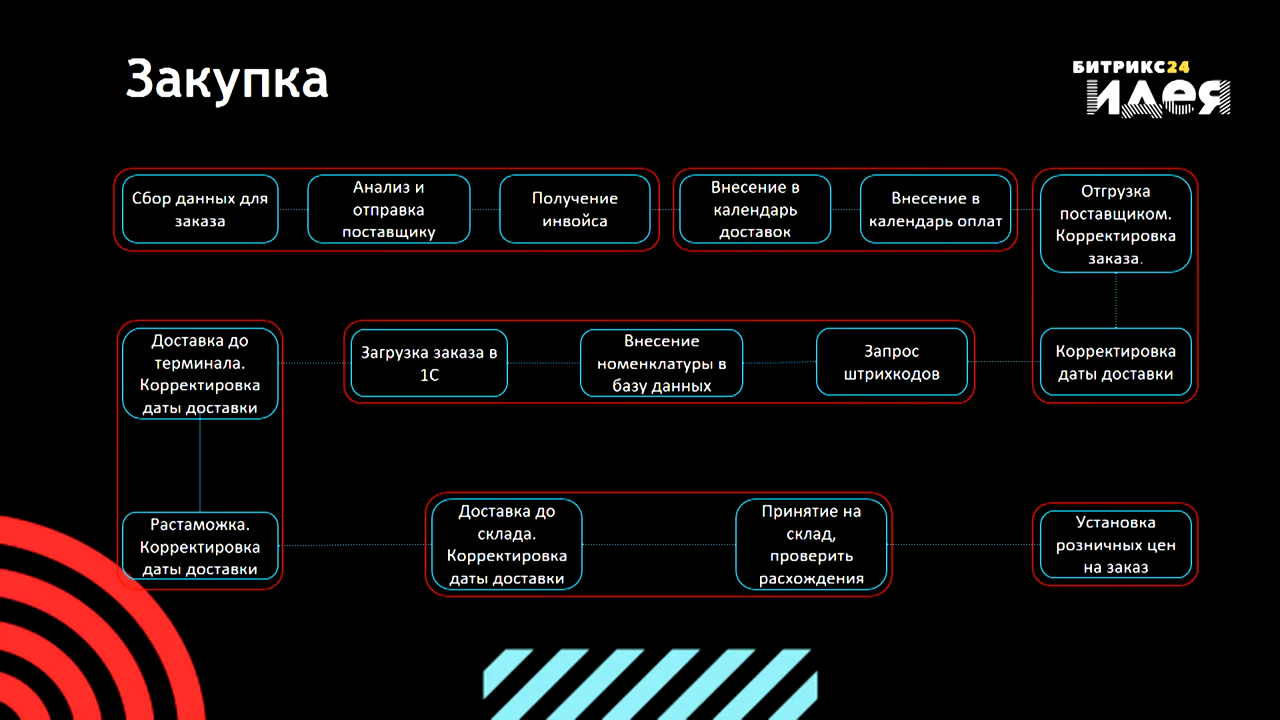 Закупка
БИТРИКС24
идея
Сбор данных для
заказа
Анализ и
отправка
поставщику
Получение
инвойса
Внесение в
календарь
доставок
Внесение в
календарь оплат
Отгрузка
поставщиком.
Корректировка
заказа.
Доставка до
терминала.
Корректировка
даты доставки
Загрузка заказа в
1С
Внесение
номенклатуры в
базу данных
Запрос
штрихкодов
Корректировка
даты доставки
Растаможка.
Корректировка
даты доставки
Доставка до
склада.
Корректировка
даты доставки
Принятие на
склад,
проверить
расхождения
Установка
розничных цен
на заказ